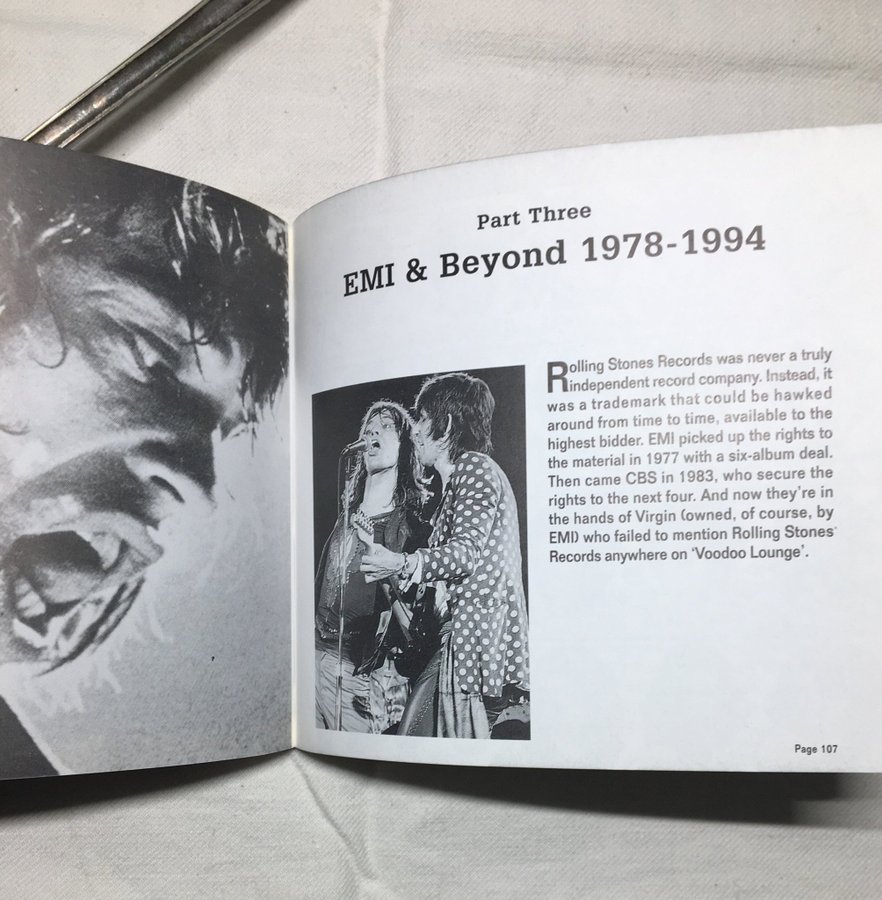 Part Three
EMI & Beyond 1978-1994
Rolling Stones Records was never a truly
independent record company. Instead, it
was a trademark that could be hawked
around from time to time, available to the
highest bidder. EMI picked up the rights to
the material in 1977 with a six-album deal.
Then came CBS in 1983, who secure the
rights to the next four. And now they're in
the hands of Virgin (owned, of course, by
EMI) who failed to mention Rolling Stones
Records anywhere on 'Voodoo Lounge'.
Page 107